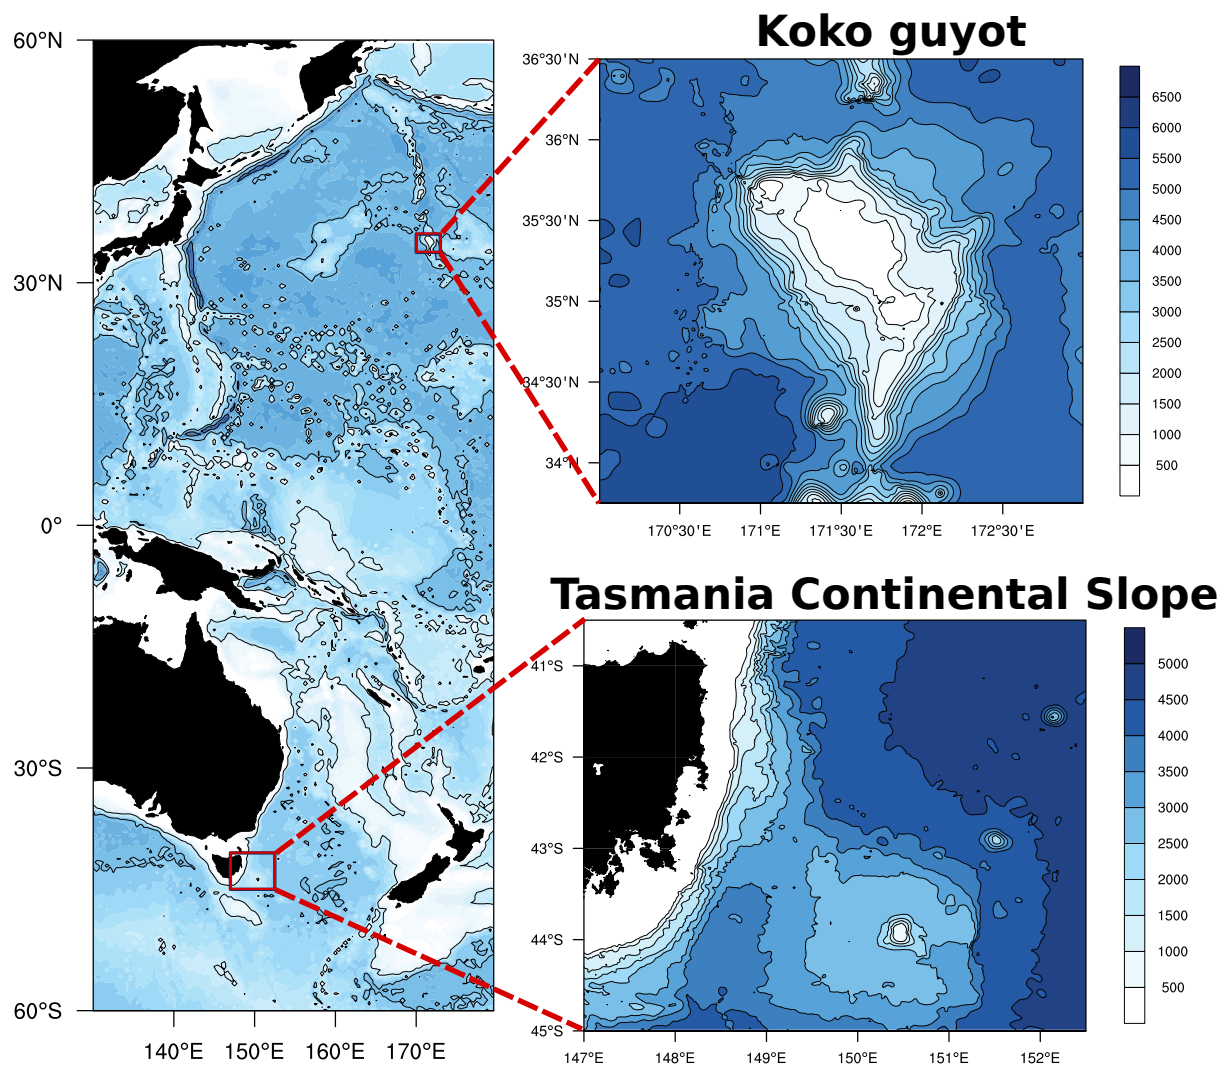 Koko guyot
60°N
30°N
0°
30°S
60°S
140°E 150°E 160°E 170°E
36°30'N
36°N
35°30'N
35°N
34°30'N
34°N
170°30'E 171°E 171°30'E 172°E 172°30'E
6500
6000
5500
5000
4500
4000
3500
3000
2500
2000
1500
1000
500
Tasmania Continental Slope
41°S
42°S
43°S
44°S
45°S
147°E 148°E 149°E 150°E 151°E 152°E
5000
4500
4000
3500
3000
2500
2000
1500
1000
500